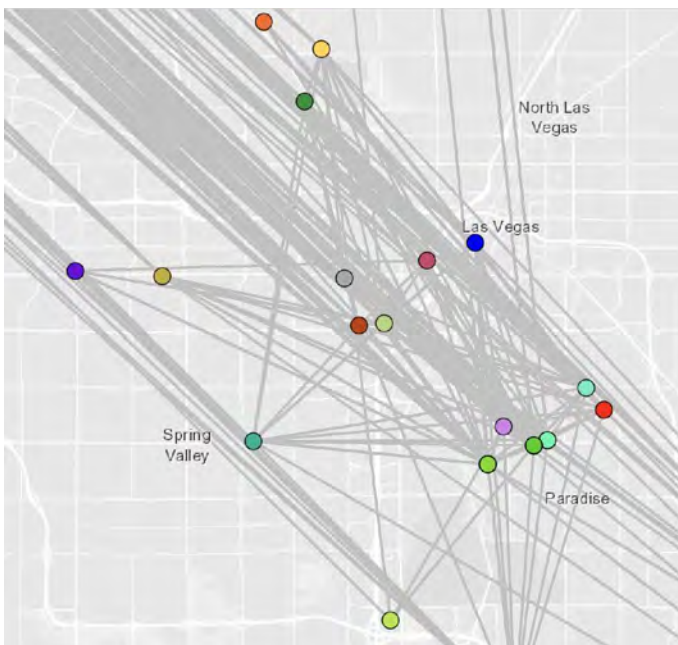 North Las
Vegas
Las Vegas
Spring
Valley
Paradise